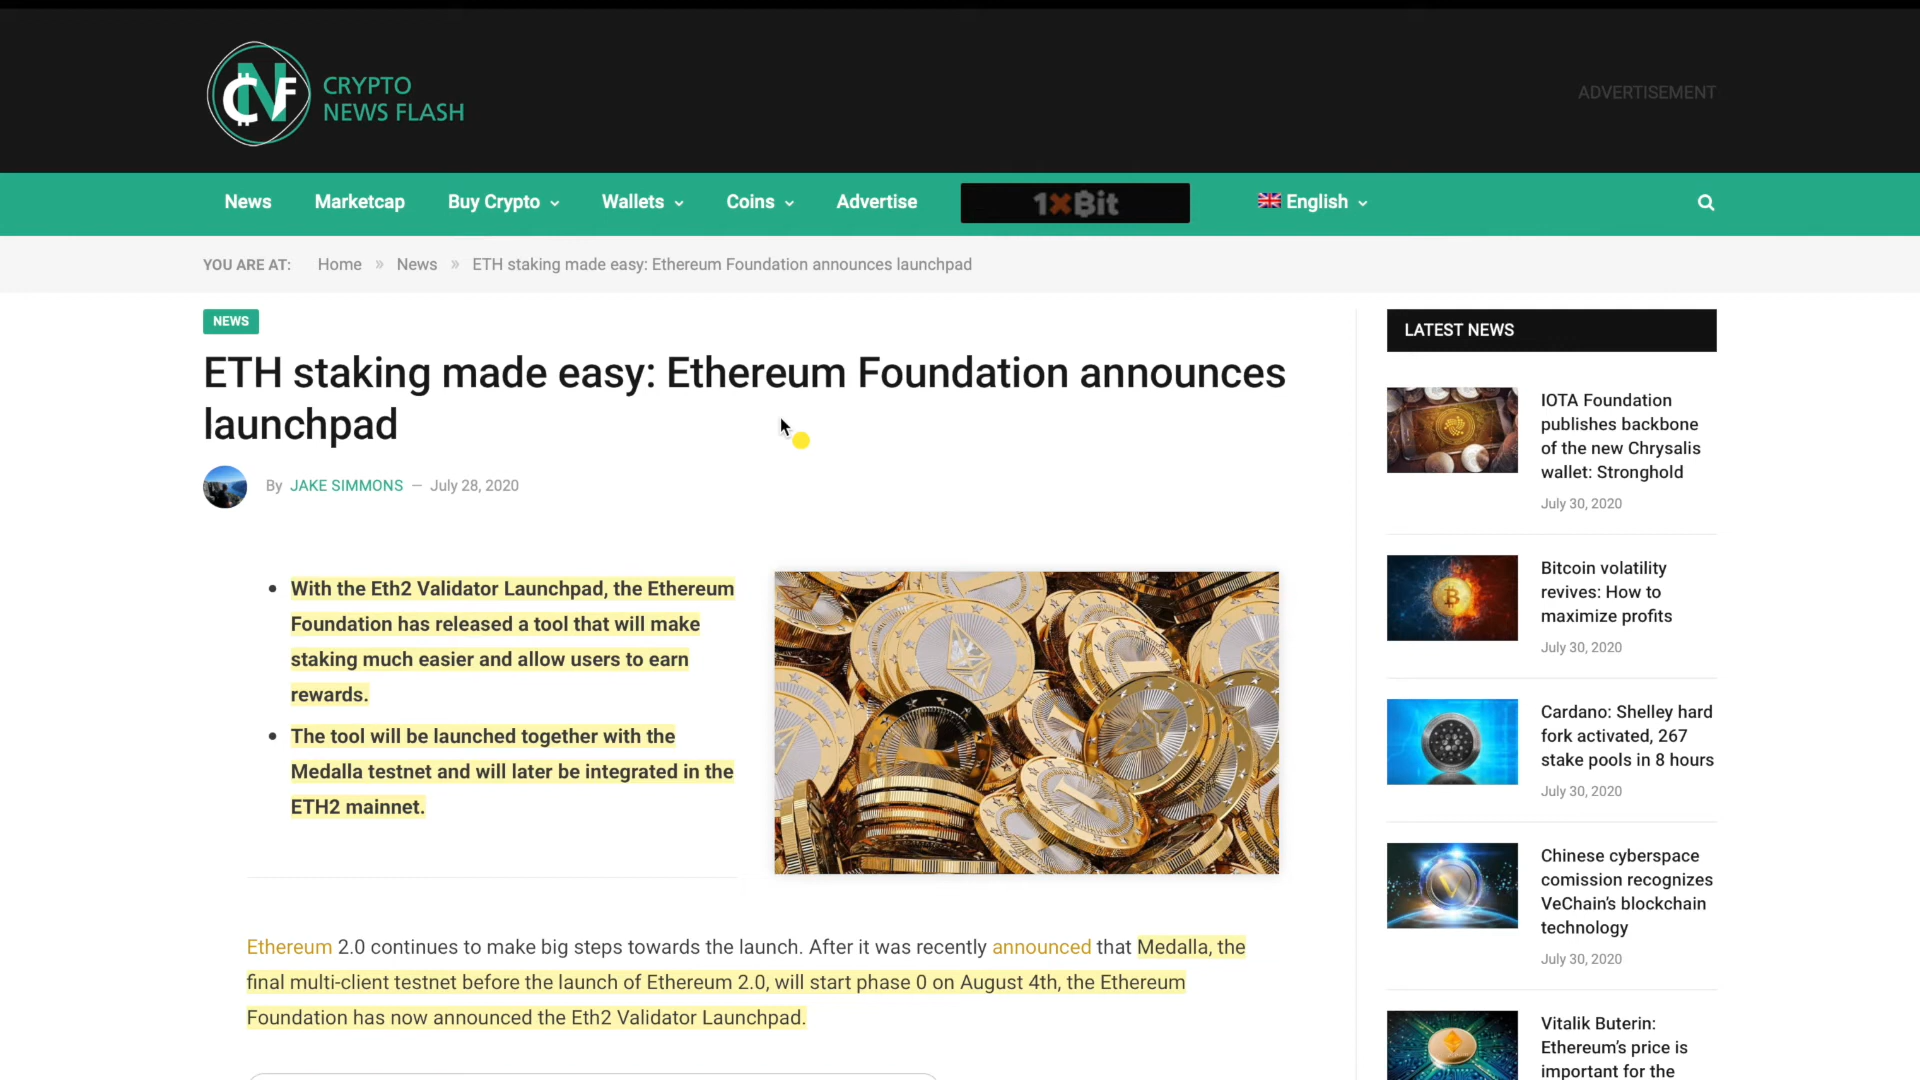 CNF
CRYPTO
NEWS FLASH
ADVERTISEMENT
News
Marketcap
Buy Crypto
Wallets
Coins
Advertise
1×Bit
English
YOU ARE AT: Home » News » ETH staking made easy: Ethereum Foundation announces launchpad
NEWS
ETH staking made easy: Ethereum Foundation announces
launchpad
By JAKE SIMMONS — July 28, 2020
• With the Eth2 Validator Launchpad, the Ethereum
Foundation has released a tool that will make
staking much easier and allow users to earn
rewards.
• The tool will be launched together with the
Medalla testnet and will later be integrated in the
ETH2 mainnet.
Ethereum 2.0 continues to make big steps towards the launch. After it was recently announced that Medalla, the
final multi-client testnet before the launch of Ethereum 2.0, will start phase 0 on August 4th, the Ethereum
Foundation has now announced the Eth2 Validator Launchpad.
LATEST NEWS
IOTA Foundation
publishes backbone
of the new Chrysalis
wallet: Stronghold
July 30, 2020
Bitcoin volatility
revives: How to
maximize profits
July 30, 2020
Cardano: Shelley hard
fork activated, 267
stake pools in 8 hours
July 30, 2020
Chinese cyberspace
comission recognizes
VeChain's blockchain
technology
July 30, 2020
Vitalik Buterin:
Ethereum's price is
important for the